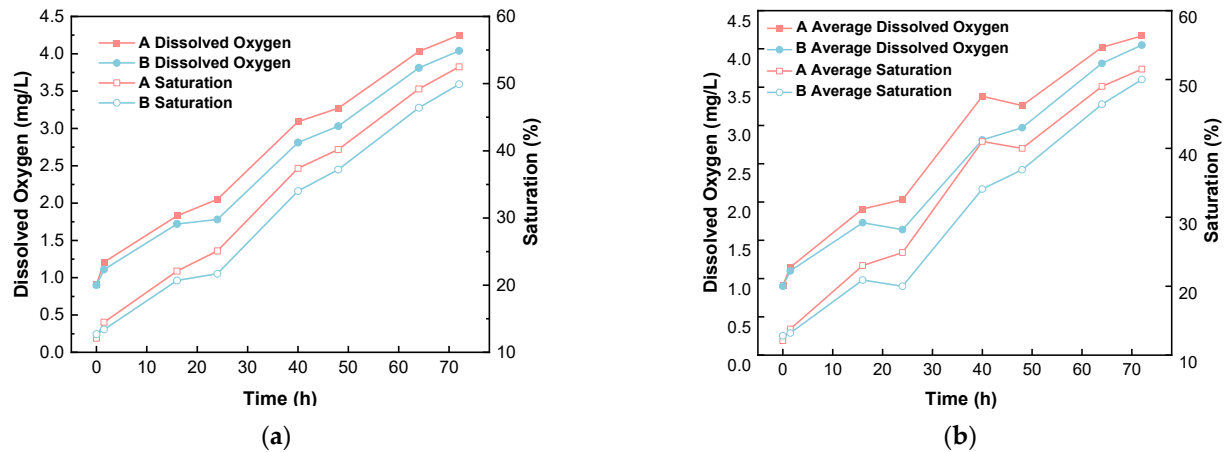 4.5
4.0
3.5
3.0
2.5
2.0
1.5
1.0
0.5
0.0
Dissolved Oxygen (mg/L)
A Dissolved Oxygen
B Dissolved Oxygen
A Saturation
B Saturation
60
50
40
30
20
10
Saturation (%)
0 10 20 30 40 50 60 70 80
Time (h)
(a)
4.5
4.0
3.5
3.0
2.5
2.0
1.5
1.0
0.5
0.0
Dissolved Oxygen (mg/L)
A Average Dissolved Oxygen
B Average Dissolved Oxygen
A Average Saturation
B Average Saturation
60
50
40
30
20
10
Saturation (%)
0 10 20 30 40 50 60 70
Time (h)
(b)